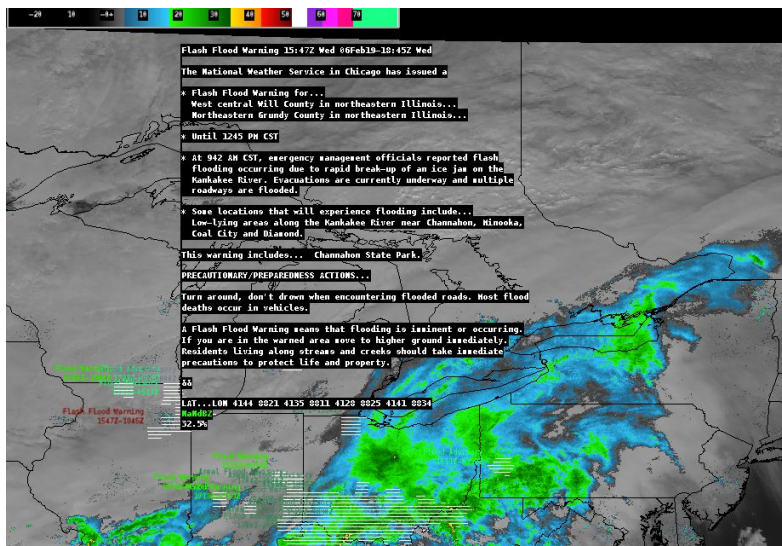 -20 10 -0+ 10 20 30 40 50 60 70
Flash Flood Warning 15:47Z Wed 06Feb19-18:45Z Wed
The National Weather Service in Chicago has issued a
* Flash Flood Warning for...
West central Will County in northeastern Illinois...
Northeastern Grundy County in northeastern Illinois...
* Until 1245 PM CST
* At 942 AM CST, emergency management officials reported flash
flooding occurring due to rapid break-up of an ice jam on the
Kankakee River. Evacuations are currently underway and multiple
roadways are flooded.
* Some locations that will experience flooding include...
Low-lying areas along the Kankakee River near Channahon, Minooka,
Coal City and Diamond.
This warning includes... Channahon State Park.
PRECAUTIONARY/PREPAREDNESS ACTIONS...
Turn around, don't drown when encountering flooded roads. Most flood
deaths occur in vehicles.
A Flash Flood Warning means that flooding is imminent or occurring.
If you are in the warned area move to higher ground immediately.
Residents living along streams and creeks should take immediate
precautions to protect life and property.
&&
LAT...LON 4144 8821 4135 8811 4128 8825 4141 8834
NaNdBZ
32.5%
Flash Flood Warning
1547Z-1845Z